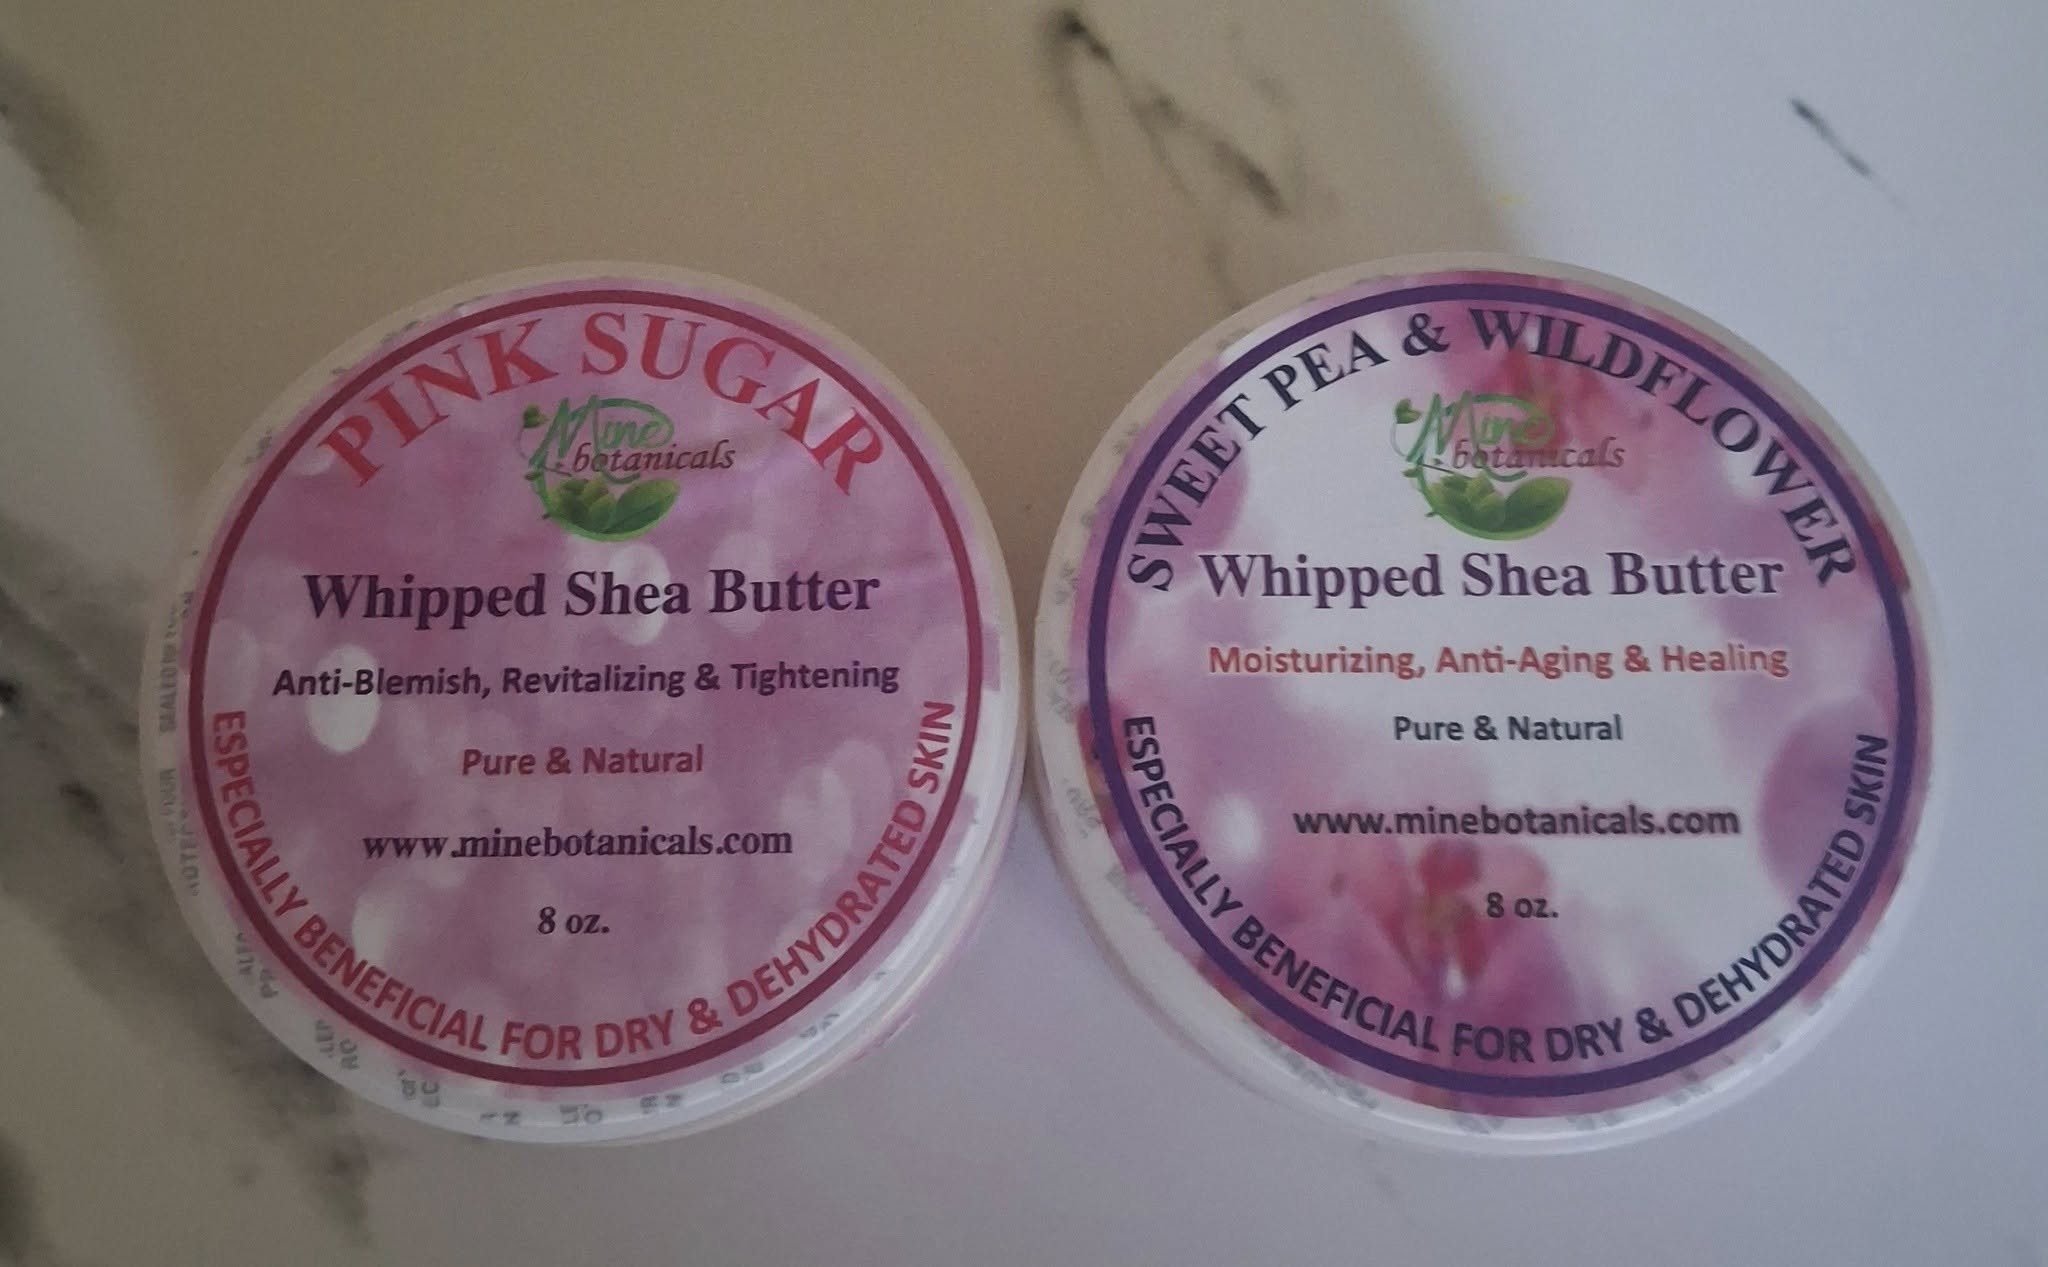 PINK SUGAR
Mine
botanicals
Whipped Shea Butter
Anti-Blemish, Revitalizing & Tightening
Pure & Natural
www.minebotanicals.com
8 oz.
ESPECIALLY BENEFICIAL FOR DRY & DEHYDRATED SKIN
SWEET PEA & WILDFLOWER
Mine
botanicals
Whipped Shea Butter
Moisturizing, Anti-Aging & Healing
Pure & Natural
www.minebotanicals.com
8 oz.
ESPECIALLY BENEFICIAL FOR DRY & DEHYDRATED SKIN